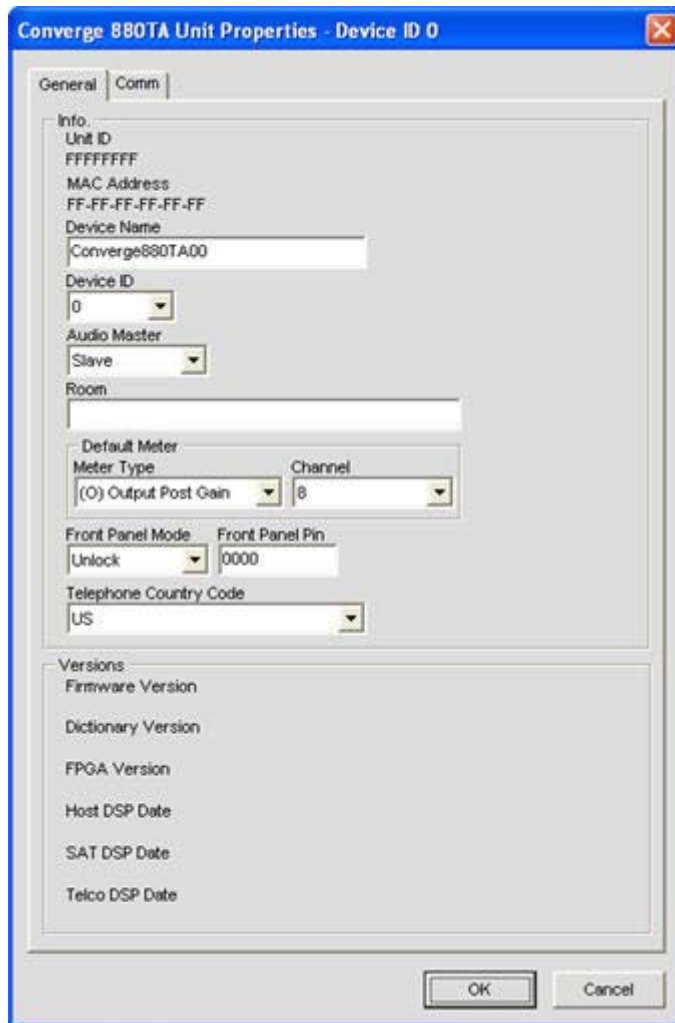 Converge 880TA Unit Properties - Device ID 0
General Comm
Info.
Unit ID
FFFFFFFF
MAC Address
FF-FF-FF-FF-FF-FF
Device Name
Converge880TA00
Device ID
0
Audio Master
Slave
Room
Default Meter
Meter Type Channel
(O) Output Post Gain 8
Front Panel Mode Front Panel Pin
Unlock 0000
Telephone Country Code
US
Versions
Firmware Version
Dictionary Version
FPGA Version
Host DSP Date
SAT DSP Date
Telco DSP Date
OK Cancel